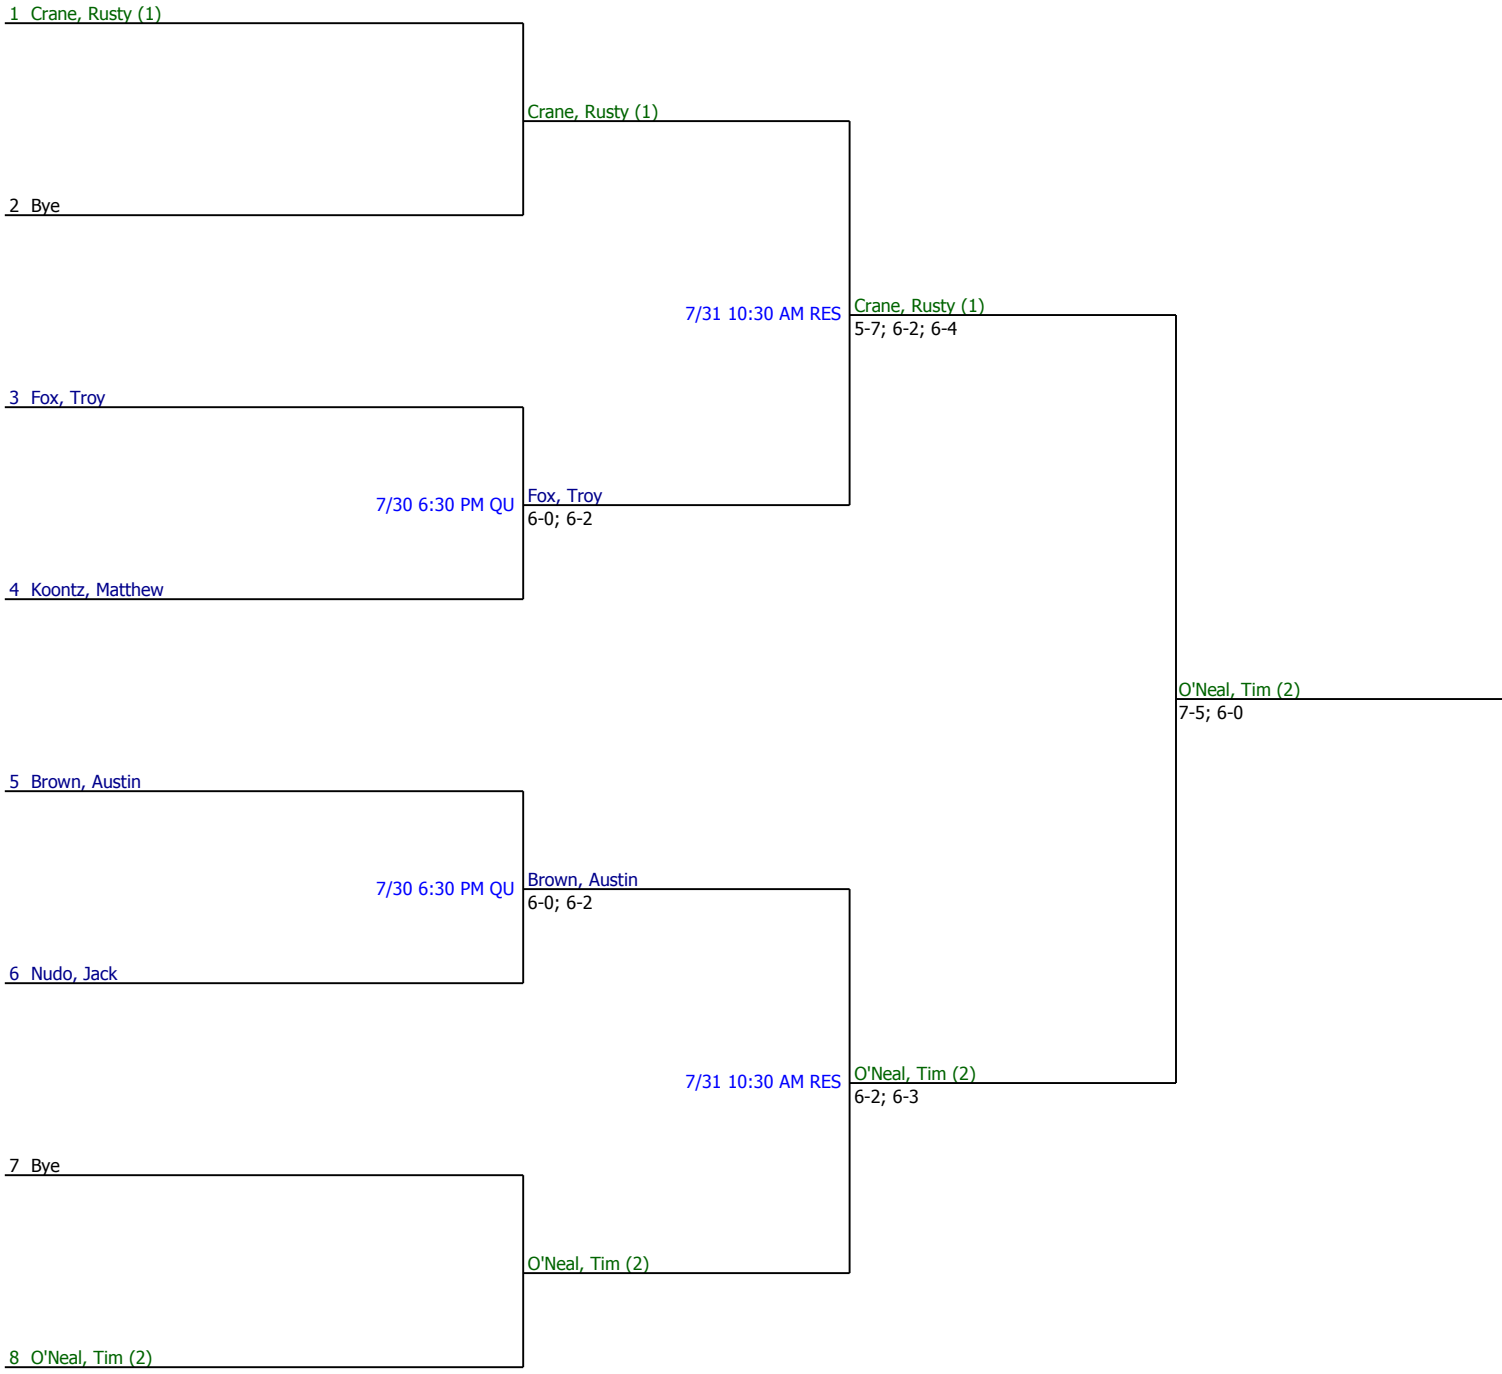 1 Crane, Rusty (1)
Crane, Rusty (1)
2 Bye
7/31 10:30 AM RES
Crane, Rusty (1)
5-7; 6-2; 6-4
3 Fox, Troy
7/30 6:30 PM QU
Fox, Troy
6-0; 6-2
4 Koontz, Matthew
O'Neal, Tim (2)
7-5; 6-0
5 Brown, Austin
7/30 6:30 PM QU
Brown, Austin
6-0; 6-2
6 Nudo, Jack
7/31 10:30 AM RES
O'Neal, Tim (2)
6-2; 6-3
7 Bye
O'Neal, Tim (2)
8 O'Neal, Tim (2)